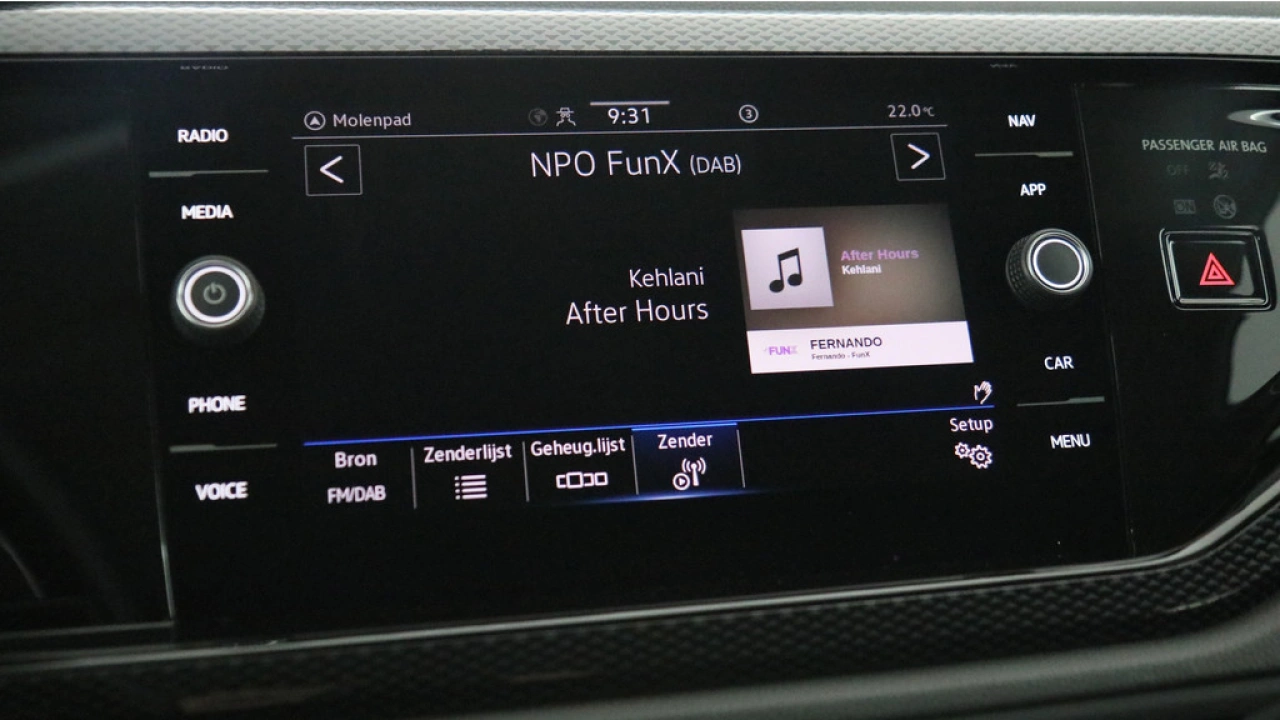 RADIO
MEDIA
PHONE
VOICE
Molenpad
9:31
3
22.0°C
<
NPO FunX (DAB)
>
Kehlani
After Hours
After Hours
Kehlani
FUNX
FERNANDO
Fernando - FunX
Bron
FM/DAB
Zenderlijst
Geheug.lijst
Zender
Setup
NAV
APP
CAR
MENU
PASSENGER AIR BAG
OFF
ON